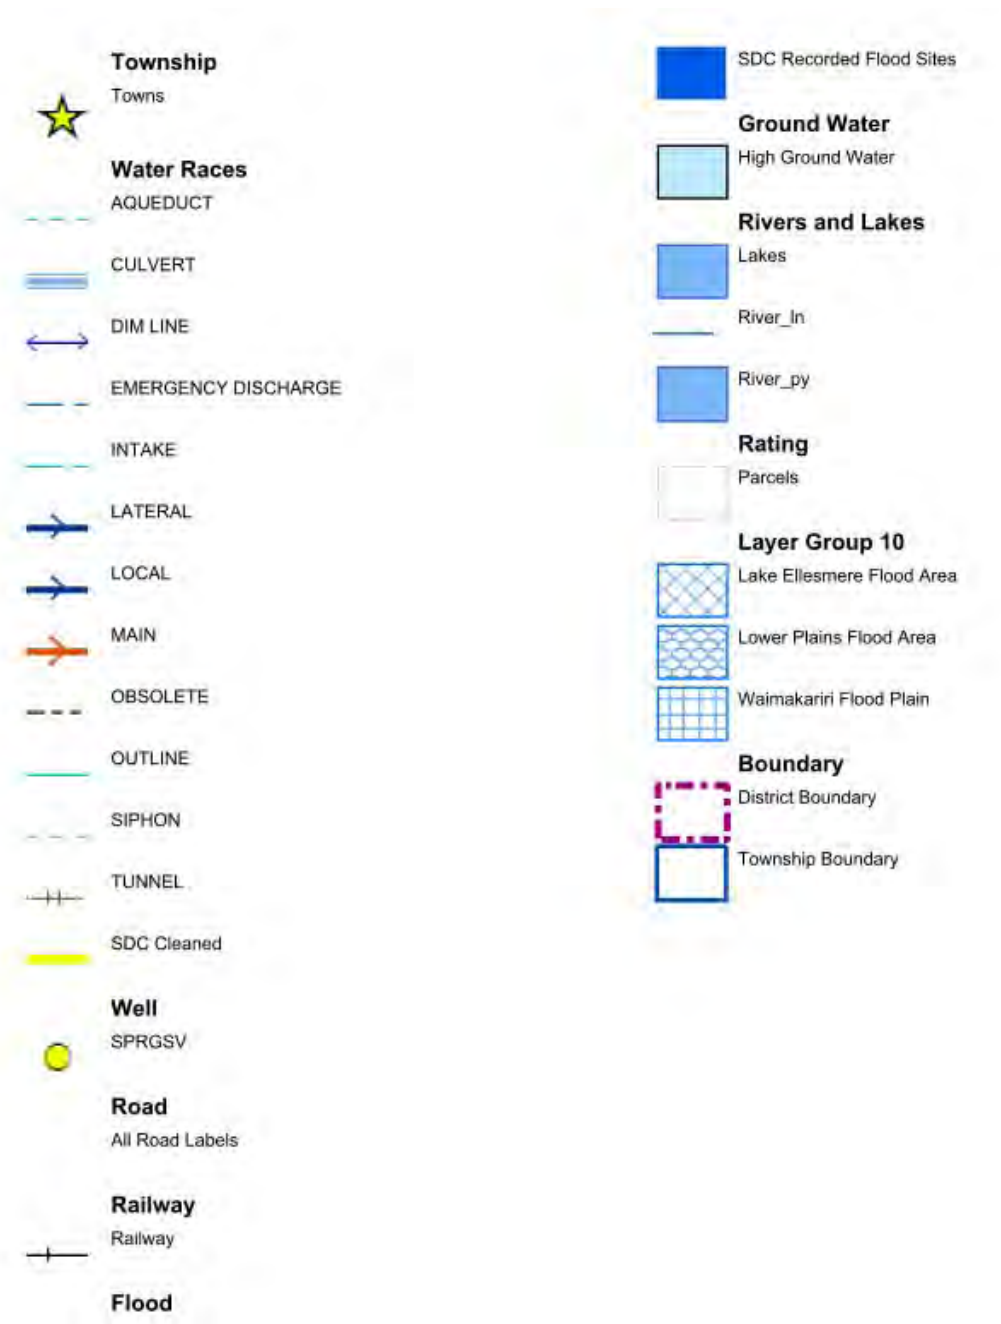 Township
Towns
Water Races
AQUEDUCT
CULVERT
DIM LINE
EMERGENCY DISCHARGE
INTAKE
LATERAL
LOCAL
MAIN
OBSOLETE
OUTLINE
SIPHON
TUNNEL
SDC Cleaned
Well
SPRGSV
Road
All Road Labels
Railway
Railway
Flood
SDC Recorded Flood Sites
Ground Water
High Ground Water
Rivers and Lakes
Lakes
River_ln
River_py
Rating
Parcels
Layer Group 10
Lake Ellesmere Flood Area
Lower Plains Flood Area
Waimakariri Flood Plain
Boundary
District Boundary
Township Boundary